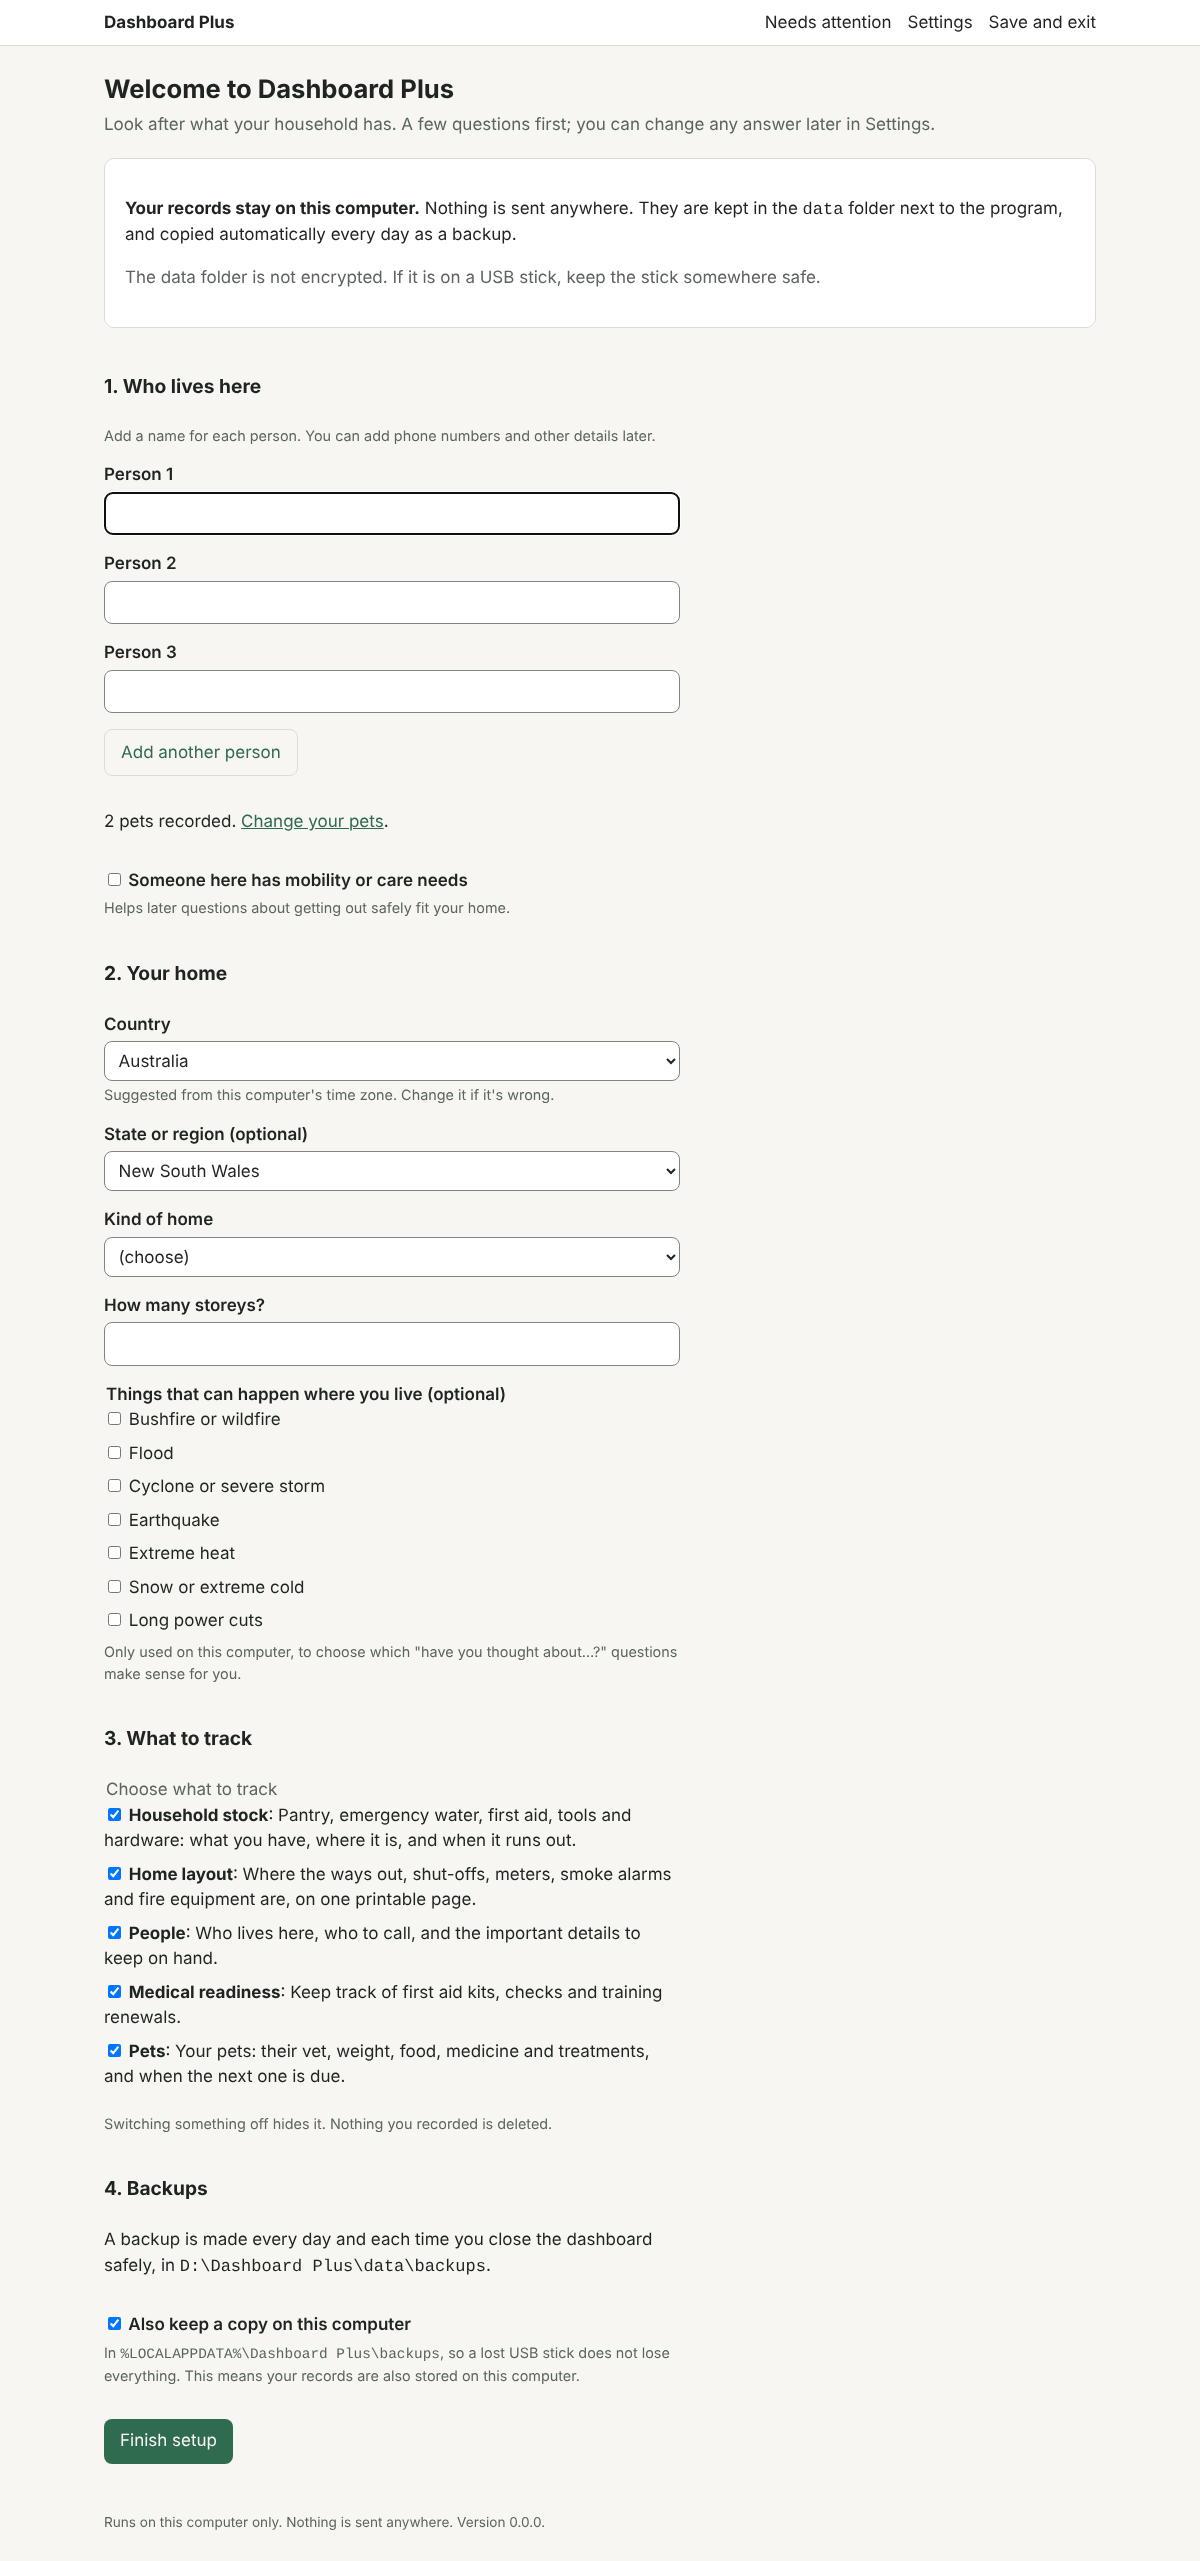 Dashboard Plus
Needs attention Settings Save and exit
Welcome to Dashboard Plus
Look after what your household has. A few questions first; you can change any answer later in Settings.
Your records stay on this computer. Nothing is sent anywhere. They are kept in the data folder next to the program,
and copied automatically every day as a backup.
The data folder is not encrypted. If it is on a USB stick, keep the stick somewhere safe.
1. Who lives here
Add a name for each person. You can add phone numbers and other details later.
Person 1
Person 2
Person 3
Add another person
2 pets recorded. Change your pets.
Someone here has mobility or care needs
Helps later questions about getting out safely fit your home.
2. Your home
Country
Australia
Suggested from this computer's time zone. Change it if it's wrong.
State or region (optional)
New South Wales
Kind of home
(choose)
How many storeys?
Things that can happen where you live (optional)
Bushfire or wildfire
Flood
Cyclone or severe storm
Earthquake
Extreme heat
Snow or extreme cold
Long power cuts
Only used on this computer, to choose which "have you thought about...?" questions
make sense for you.
3. What to track
Choose what to track
Household stock: Pantry, emergency water, first aid, tools and
hardware: what you have, where it is, and when it runs out.
Home layout: Where the ways out, shut-offs, meters, smoke alarms
and fire equipment are, on one printable page.
People: Who lives here, who to call, and the important details to
keep on hand.
Medical readiness: Keep track of first aid kits, checks and training
renewals.
Pets: Your pets: their vet, weight, food, medicine and treatments,
and when the next one is due.
Switching something off hides it. Nothing you recorded is deleted.
4. Backups
A backup is made every day and each time you close the dashboard
safely, in D:\Dashboard Plus\data\backups.
Also keep a copy on this computer
In %LOCALAPPDATA%\Dashboard Plus\backups, so a lost USB stick does not lose
everything. This means your records are also stored on this computer.
Finish setup
Runs on this computer only. Nothing is sent anywhere. Version 0.0.0.